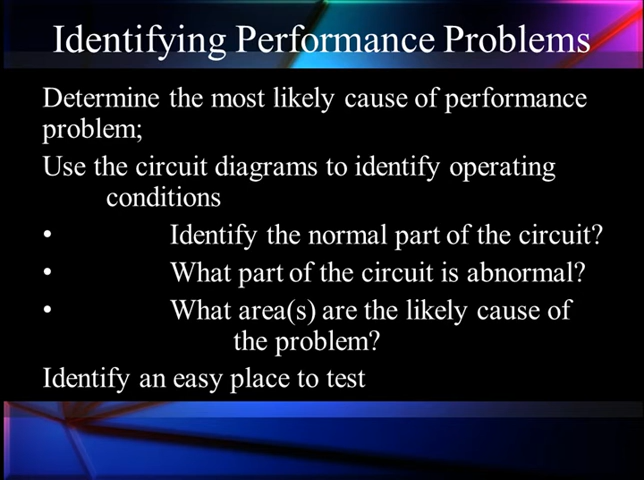 Identifying Performance Problems
Determine the most likely cause of performance
problem;
Use the circuit diagrams to identify operating
conditions
• Identify the normal part of the circuit?
• What part of the circuit is abnormal?
• What area(s) are the likely cause of
the problem?
Identify an easy place to test